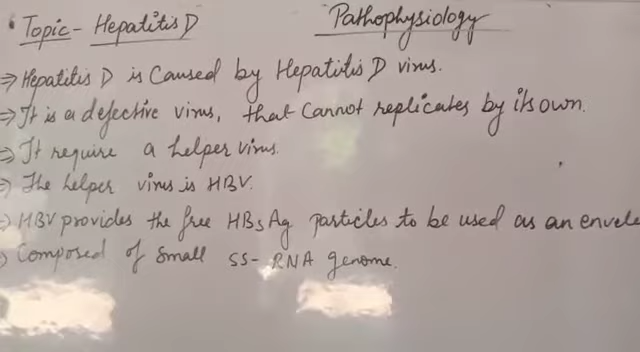 • Topic - Hepatitis D
Pathophysiology
⇒ Hepatitis D is Caused by Hepatitis D virus.
⇒ It is a defective virus, that cannot replicates by its own.
⇒ It require a helper virus.
⇒ The helper virus is HBV.
⇒ HBV provides the free HBsAg particles to be used as an envele
⇒ Composed of small ss-RNA genome.